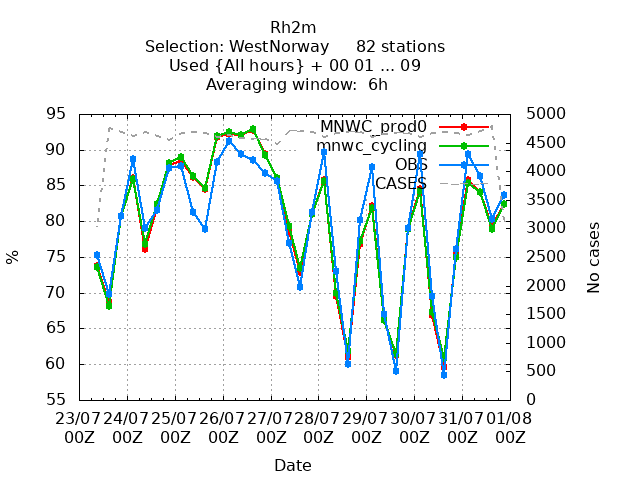 Rh2m
Selection: WestNorway 82 stations
Used {All hours} + 00 01 ... 09
Averaging window: 6h
MNWC_prod0
mnwc_cycling
OBS
CASES
%
95
90
85
80
75
70
65
60
55
5000
4500
4000
3500
3000
2500
2000
1500
1000
500
0
No cases
23/07 24/07 25/07 26/07 27/07 28/07 29/07 30/07 31/07 01/08
00Z 00Z 00Z 00Z 00Z 00Z 00Z 00Z 00Z 00Z
Date